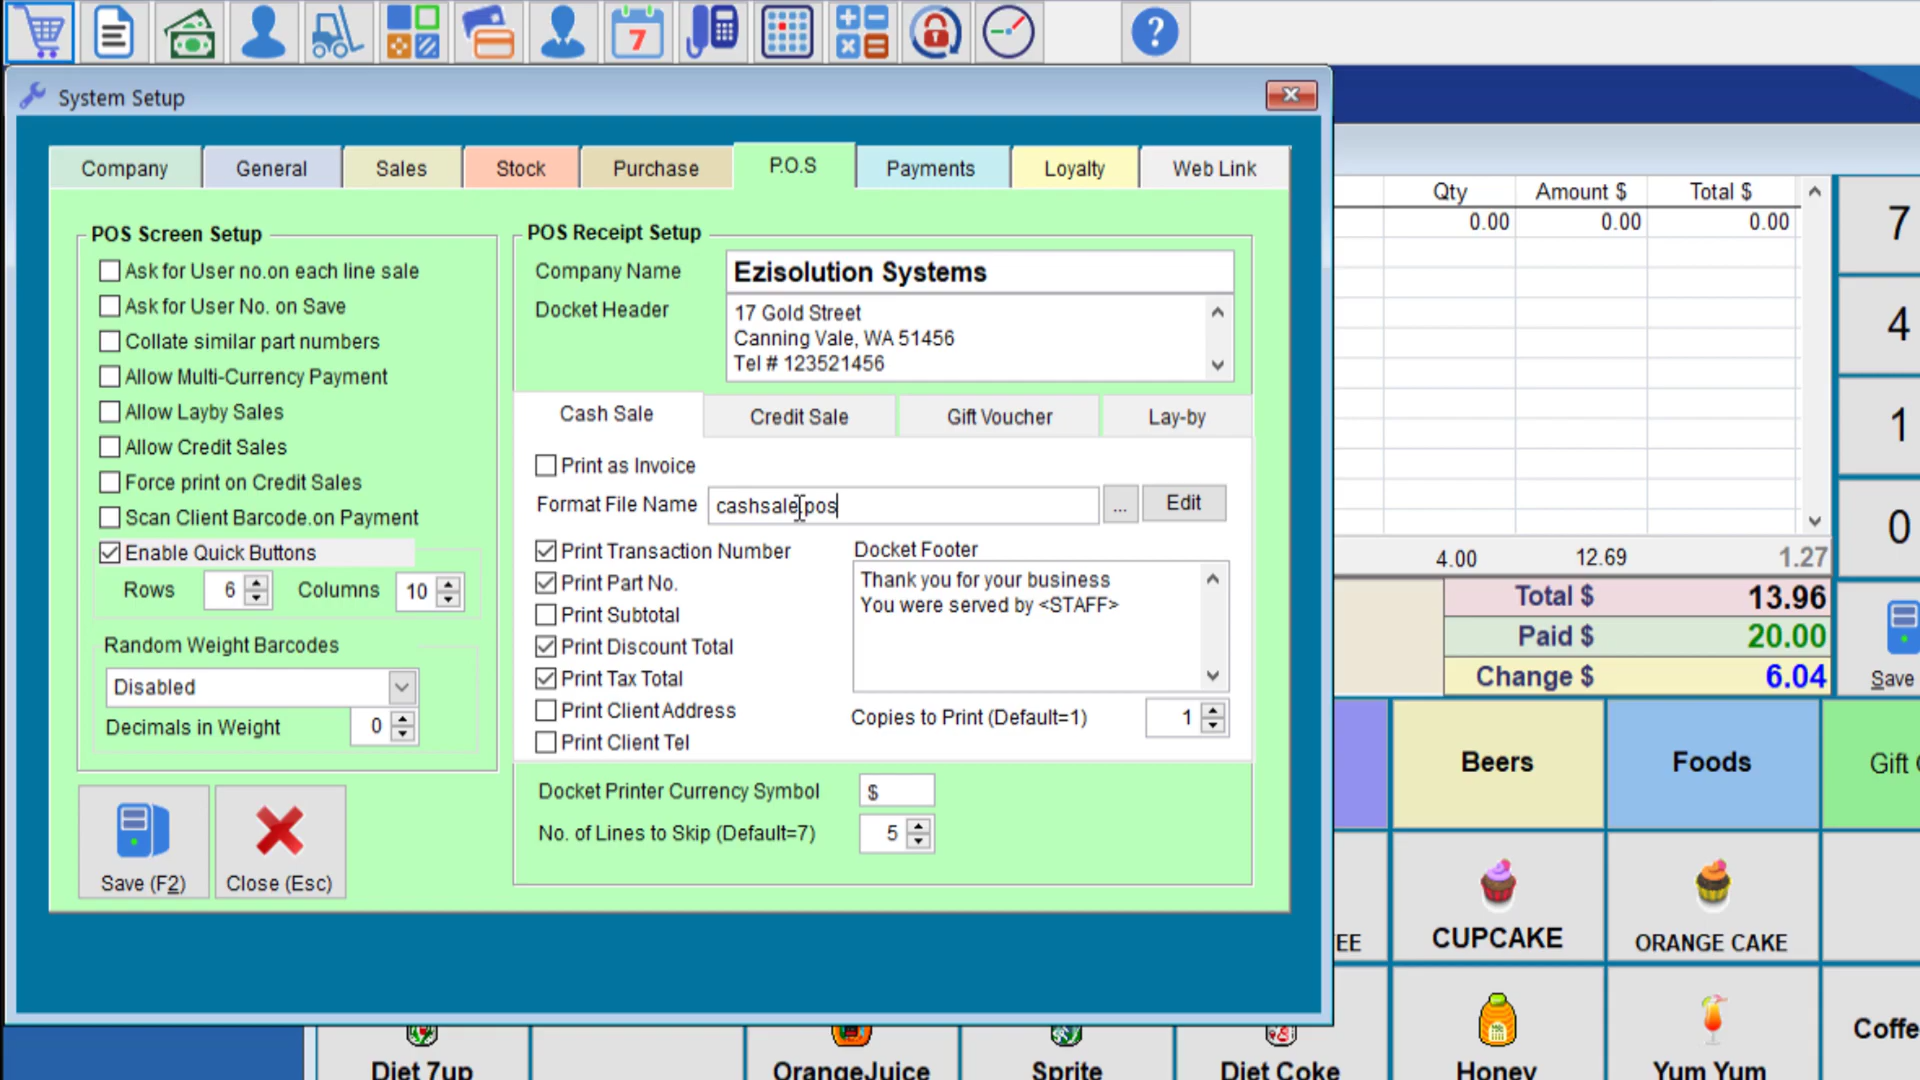 7
?
System Setup
Company
General
Sales
Stock
Purchase
P.O.S
Payments
Loyalty
Web Link
POS Screen Setup
Ask for User no.on each line sale
Ask for User No. on Save
Collate similar part numbers
Allow Multi-Currency Payment
Allow Layby Sales
Allow Credit Sales
Force print on Credit Sales
Scan Client Barcode.on Payment
Enable Quick Buttons
Rows 6 Columns 10
Random Weight Barcodes
Disabled
Decimals in Weight 0
Save (F2)
Close (Esc)
POS Receipt Setup
Company Name Ezisolution Systems
Docket Header 17 Gold Street
Canning Vale, WA 51456
Tel # 123521456
Cash Sale
Credit Sale
Gift Voucher
Lay-by
Print as Invoice
Format File Name cashsale.pos ... Edit
Print Transaction Number
Print Part No.
Print Subtotal
Print Discount Total
Print Tax Total
Print Client Address
Print Client Tel
Docket Footer
Thank you for your business
You were served by <STAFF>
Copies to Print (Default=1) 1
Docket Printer Currency Symbol $
No. of Lines to Skip (Default=7) 5
Qty Amount $ Total $
0.00 0.00 0.00
4.00 12.69 1.27
Total $ 13.96
Paid $ 20.00
Change $ 6.04
7
4
1
0
Save
Beers
Foods
Gift
EE
CUPCAKE
ORANGE CAKE
Diet 7up
OrangeJuice
Sprite
Diet Coke
Honey
Yum Yum
Coffe